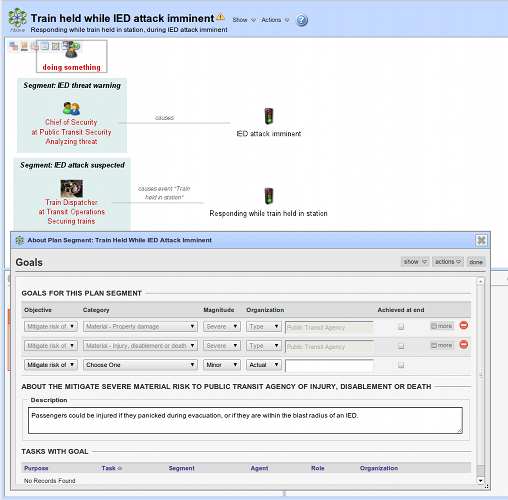 Train held while IED attack imminent
Show
Actions
?
Home
Responding while train held in station, during IED attack imminent
doing something
Segment: IED threat warning
Chief of Security
at Public Transit Security
Analyzing threat
causes
IED attack imminent
Segment: IED attack suspected
Train Dispatcher
at Transit Operations
Securing trains
causes event "Train
held in station"
Responding while train held in station
About Plan Segment: Train Held While IED Attack Imminent
Goals
show
actions
done
GOALS FOR THIS PLAN SEGMENT
Objective Category Magnitude Organization Achieved at end
Mitigate risk of Material - Property damage Severe Type Public Transit Agency more
Mitigate risk of Material - Injury, disablement or death Severe Type Public Transit Agency more
Mitigate risk of Choose One Minor Actual
ABOUT THE MITIGATE SEVERE MATERIAL RISK TO PUBLIC TRANSIT AGENCY OF INJURY, DISABLEMENT OR DEATH
Description
Passengers could be injured if they panicked during evacuation, or if they are within the blast radius of an IED.
TASKS WITH GOAL
Purpose Task Segment Agent Role Organization
No Records Found